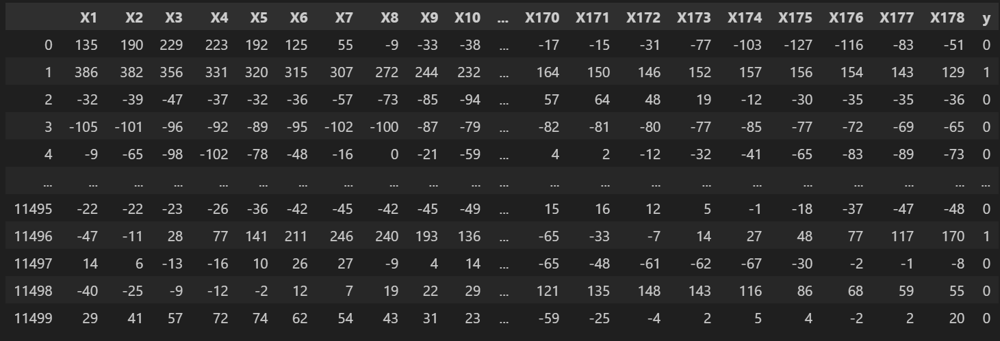 X1 X2 X3 X4 X5 X6 X7 X8 X9 X10 ... X170 X171 X172 X173 X174 X175 X176 X177 X178 y
0 135 190 229 223 192 125 55 -9 -33 -38 ... -17 -15 -31 -77 -103 -127 -116 -83 -51 0
1 386 382 356 331 320 315 307 272 244 232 ... 164 150 146 152 157 156 154 143 129 1
2 -32 -39 -47 -37 -32 -36 -57 -73 -85 -94 ... 57 64 48 19 -12 -30 -35 -35 -36 0
3 -105 -101 -96 -92 -89 -95 -102 -100 -87 -79 ... -82 -81 -80 -77 -85 -77 -72 -69 -65 0
4 -9 -65 -98 -102 -78 -48 -16 0 -21 -59 ... 4 2 -12 -32 -41 -65 -83 -89 -73 0
... ... ... ... ... ... ... ... ... ... ... ... ... ... ... ... ... ... ... ... ... ...
11495 -22 -22 -23 -26 -36 -42 -45 -42 -45 -49 ... 15 16 12 5 -1 -18 -37 -47 -48 0
11496 -47 -11 28 77 141 211 246 240 193 136 ... -65 -33 -7 14 27 48 77 117 170 1
11497 14 6 -13 -16 10 26 27 -9 4 14 ... -65 -48 -61 -62 -67 -30 -2 -1 -8 0
11498 -40 -25 -9 -12 -2 12 7 19 22 29 ... 121 135 148 143 116 86 68 59 55 0
11499 29 41 57 72 74 62 54 43 31 23 ... -59 -25 -4 2 5 4 -2 2 20 0